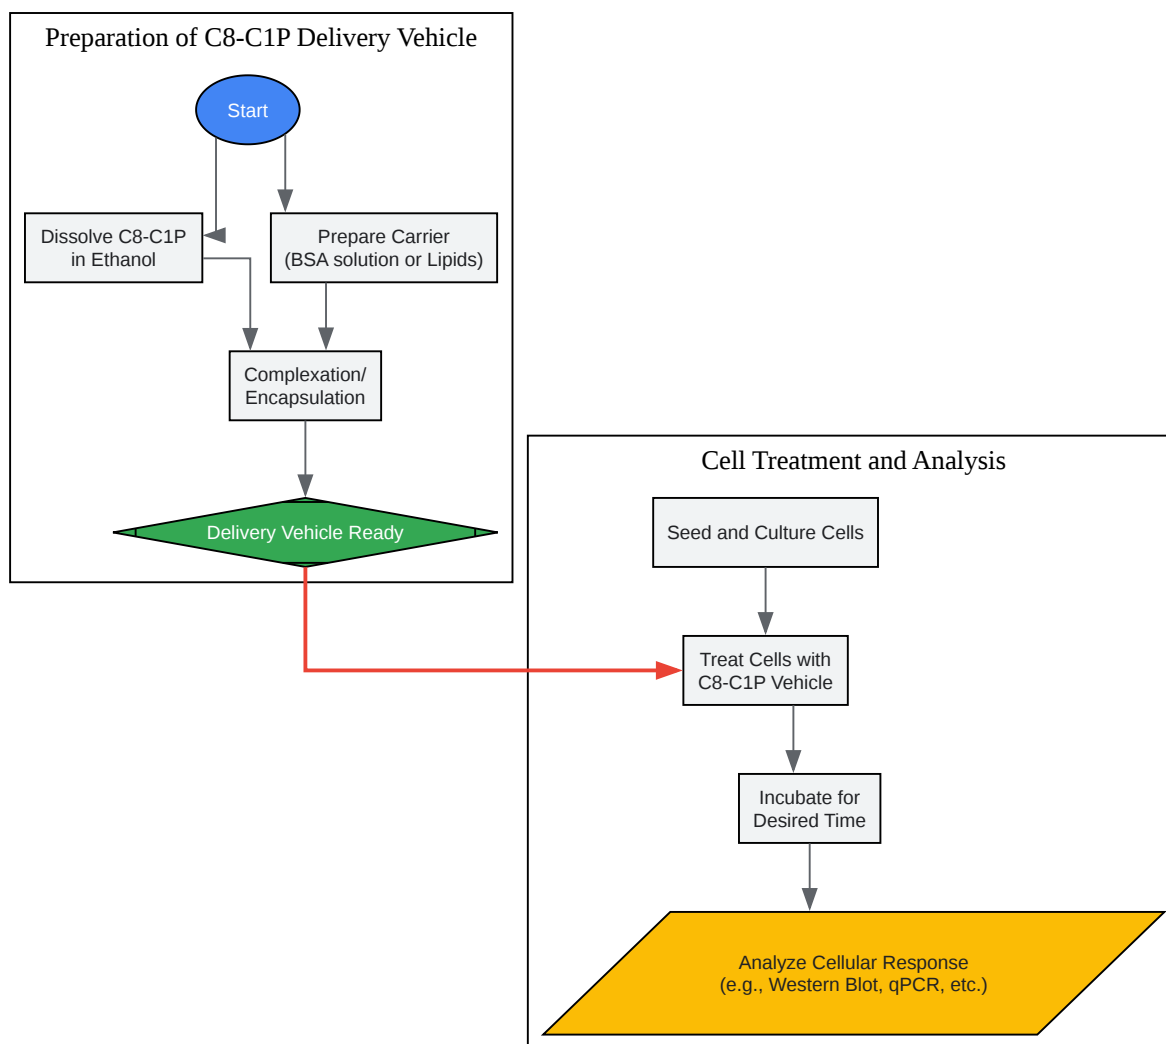 Preparation of C8-C1P Delivery Vehicle
Start
Dissolve C8-C1P
in Ethanol
Prepare Carrier
(BSA solution or Lipids)
Complexation/
Encapsulation
Delivery Vehicle Ready
Cell Treatment and Analysis
Seed and Culture Cells
Treat Cells with
C8-C1P Vehicle
Incubate for
Desired Time
Analyze Cellular Response
(e.g., Western Blot, qPCR, etc.)